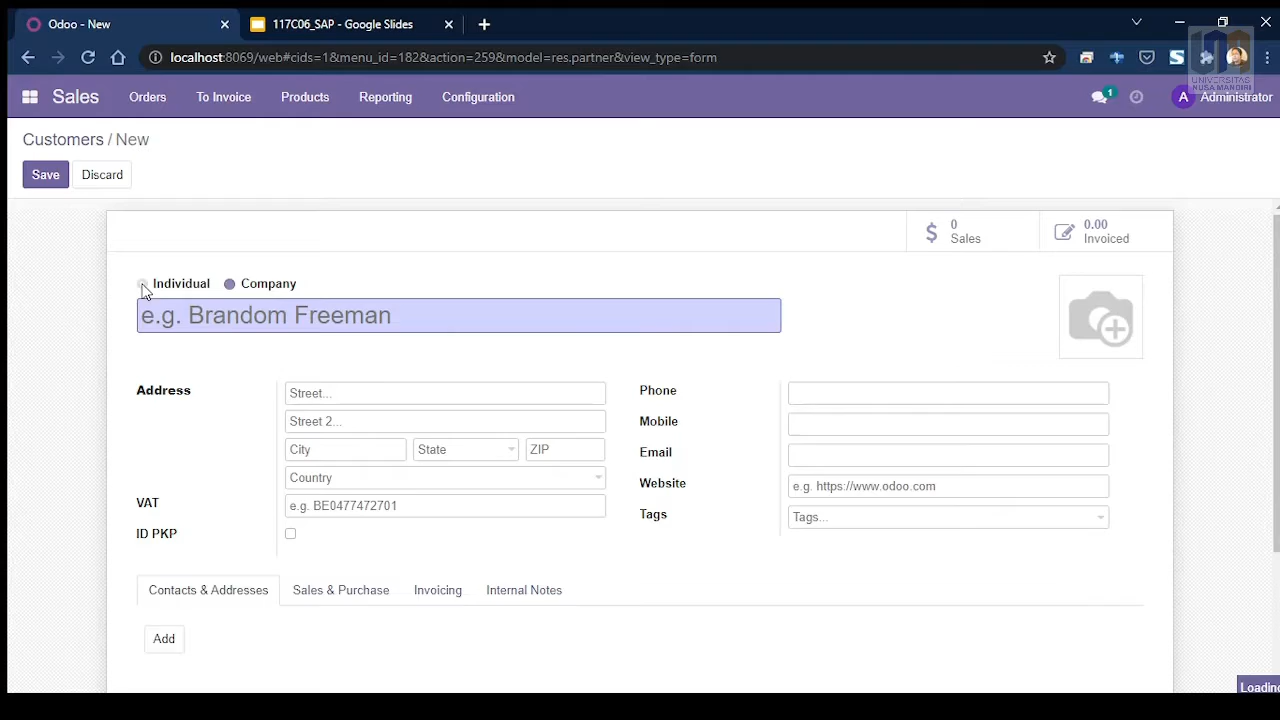 Odoo - New
117C06_SAP - Google Slides
localhost:8069/web#cids=1&menu_id=182&action=259&model=res.partner&view_type=form
UNIVERSITAS
NUSA MANDIRI
Sales Orders To Invoice Products Reporting Configuration 1 A Administrator
Customers / New
Save Discard
0
Sales
0.00
Invoiced
Individual Company
e.g. Brandom Freeman
Address Street... Phone
Street 2... Mobile
City State ZIP Email
Country Website e.g. https://www.odoo.com
VAT e.g. BE0477472701 Tags Tags...
ID PKP
Contacts & Addresses Sales & Purchase Invoicing Internal Notes
Add
Loading